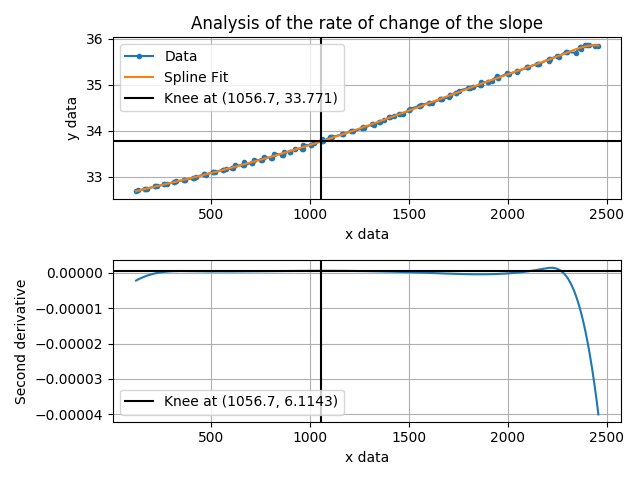 Analysis of the rate of change of the slope
36
35
34
33
y data
Data
Spline Fit
Knee at (1056.7, 33.771)
500 1000 1500 2000 2500
x data
0.00000
−0.00001
−0.00002
−0.00003
−0.00004
Second derivative
Knee at (1056.7, 6.1143)
500 1000 1500 2000 2500
x data